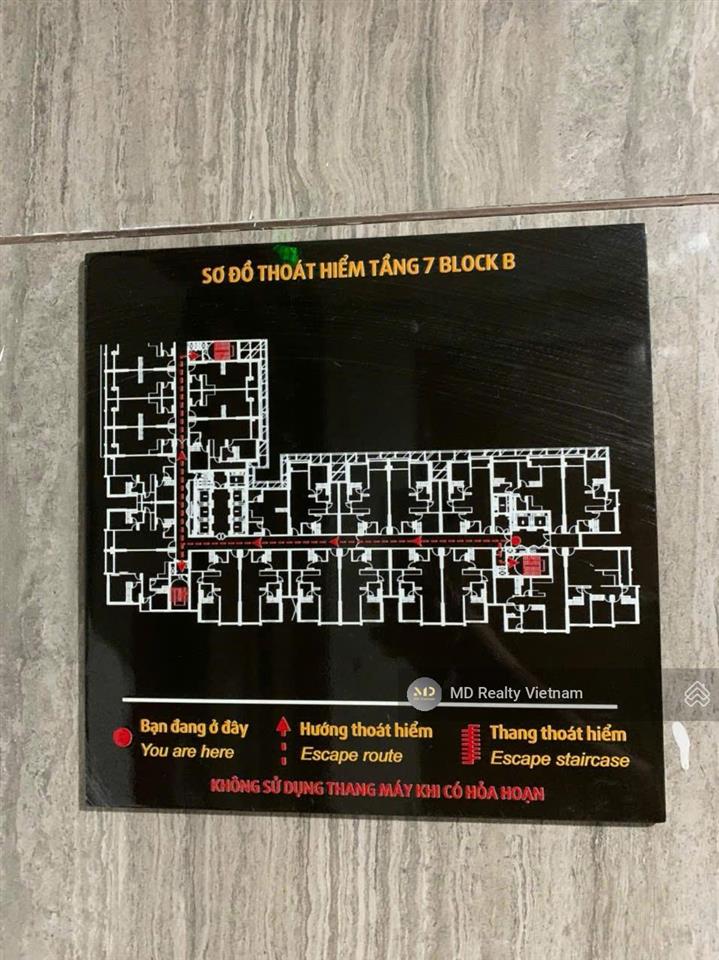 SƠ ĐỒ THOÁT HIỂM TẦNG 7 BLOCK B
MD Realty Vietnam
Bạn đang ở đây
You are here
Hướng thoát hiểm
Escape route
Thang thoát hiểm
Escape staircase
KHÔNG SỬ DỤNG THANG MÁY KHI CÓ HỎA HOẠN